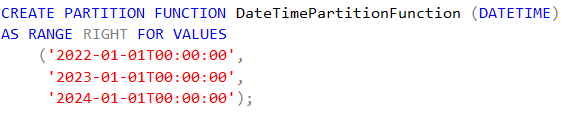 CREATE PARTITION FUNCTION DateTimePartitionFunction (DATETIME)
AS RANGE RIGHT FOR VALUES
    ('2022-01-01T00:00:00',
     '2023-01-01T00:00:00',
     '2024-01-01T00:00:00');